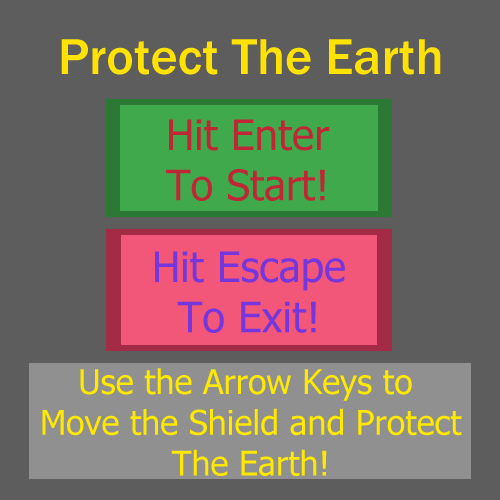 Protect The Earth
Hit Enter
To Start!
Hit Escape
To Exit!
Use the Arrow Keys to
Move the Shield and Protect
The Earth!